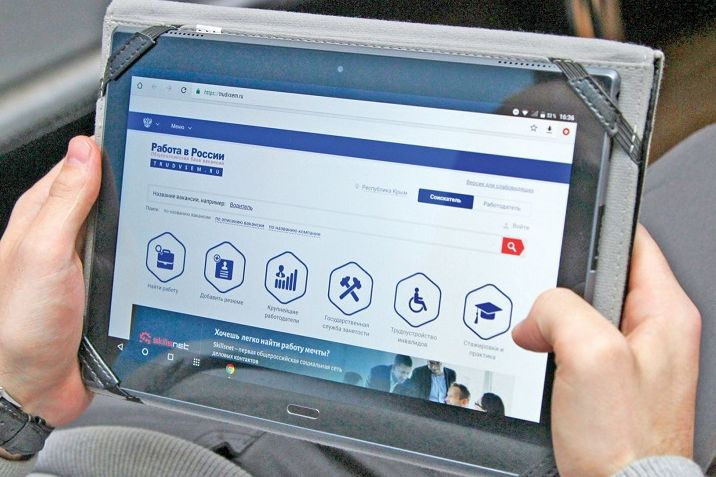 https://trudvsem.ru
16:36
Меню
Работа в России
Общероссийская база вакансий
TRUDVSEM.RU
Республика Крым
Версия для слабовидящих
Соискатель
Работодатель
Войти
Название вакансии, например: Водитель
Поиск: по названию вакансии по описанию вакансии по названию компании
Найти работу
Добавить резюме
Крупнейшие
работодатели
Государственная
служба занятости
Трудоустройство
инвалидов
Стажировки и
практика
skillsnet
Хочешь легко найти работу мечты?
Skillsnet – первая общероссийская социальная сеть
деловых контактов